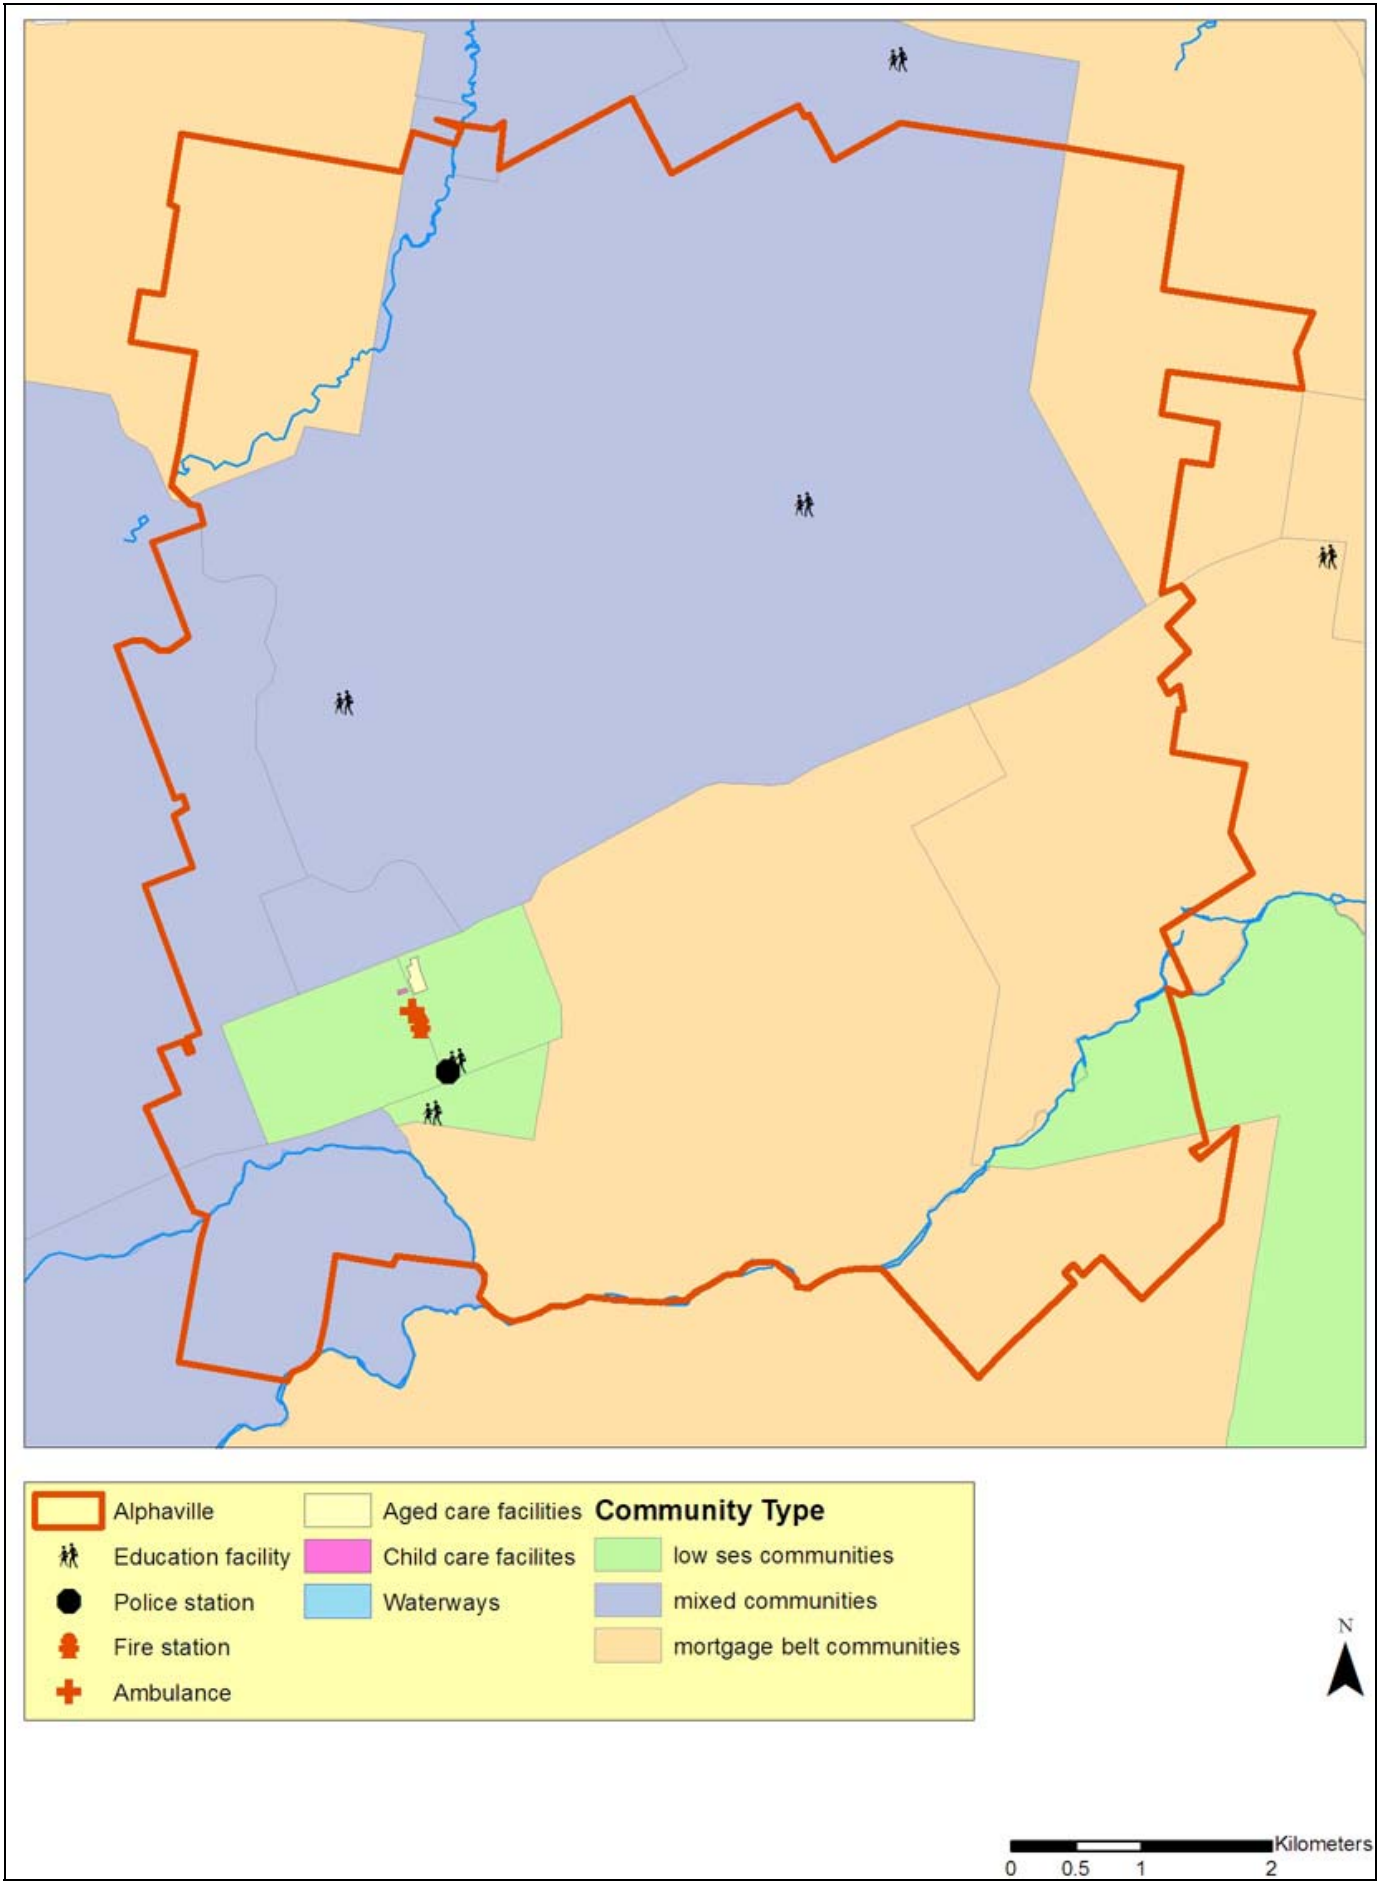 Alphaville
Education facility
Police station
Fire station
Ambulance
Aged care facilities
Child care facilites
Waterways
Community Type
low ses communities
mixed communities
mortgage belt communities
N
Kilometers
0 0.5 1 2